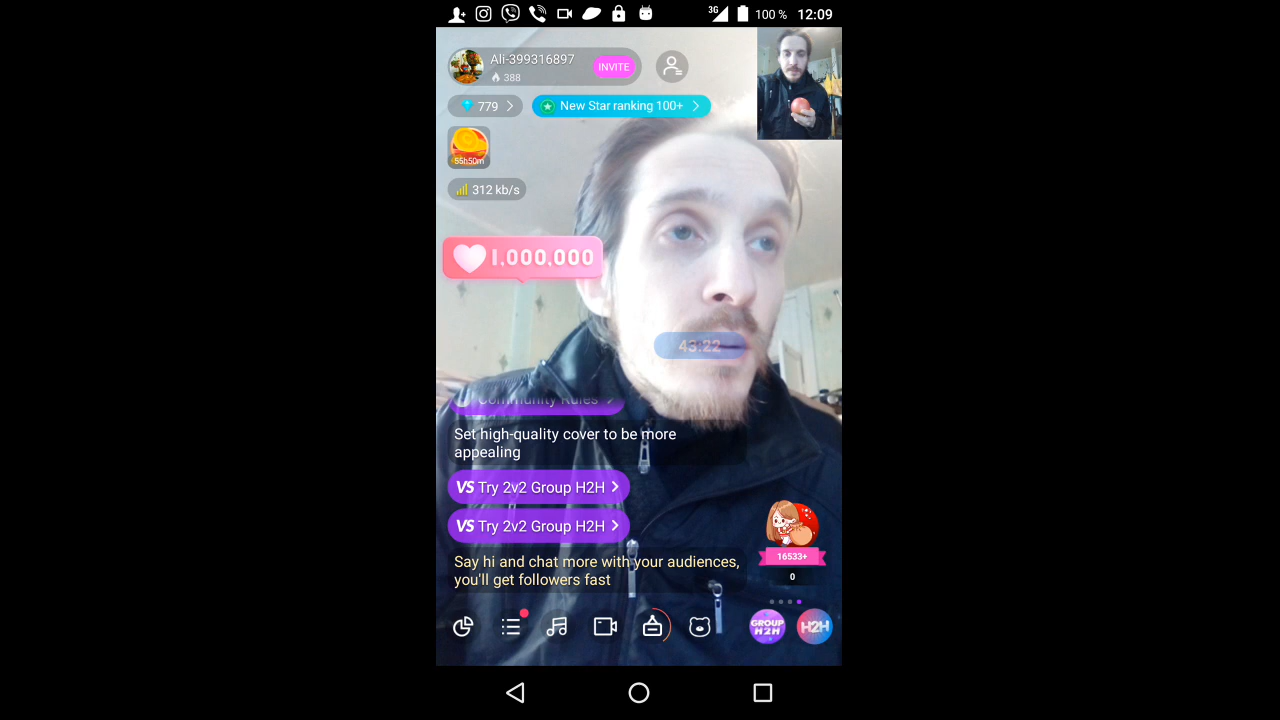 3G 100 % 12:09
Ali-399316897
388
INVITE
779
New Star ranking 100+
55h50m
312 kb/s
1,000,000
43:22
Community Rules
Set high-quality cover to be more
appealing
VS Try 2v2 Group H2H
VS Try 2v2 Group H2H
Say hi and chat more with your audiences,
you'll get followers fast
16533+
0
GROUP
H2H
H2H